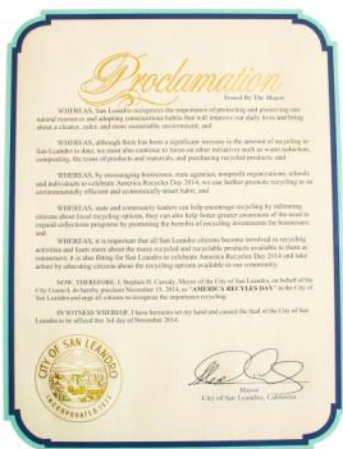 Proclamation
Issued By The Mayor
WHEREAS, San Leandro recognizes the importance of protecting and preserving our
natural resources and adopting conscientious habits that will improve our daily lives and bring
about a cleaner, safer, and more sustainable environment; and
WHEREAS, although there has been a significant increase in the amount of recycling in
San Leandro to date, we must also continue to focus on other initiatives such as waste reduction,
composting, the reuse of products and materials, and purchasing recycled products; and
WHEREAS, by encouraging businesses, state agencies, nonprofit organizations, schools
and individuals to celebrate America Recycles Day 2014, we can further promote recycling as an
environmentally efficient and economically smart habit; and
WHEREAS, state and community leaders can help encourage recycling by informing
citizens about local recycling options, they can also help foster greater awareness of the need to
expand collections programs by promoting the benefits of recycling investments for businesses;
and
WHEREAS, it is important that all San Leandro citizens become involved in recycling
activities and learn more about the many recycled and recyclable products available to them as
consumers; it is also fitting for San Leandro to celebrate America Recycles Day 2014 and take
action by educating citizens about the recycling options available in our community.
NOW, THEREFORE, I, Stephen H. Cassidy, Mayor of the City of San Leandro, on behalf of the
City Council, do hereby proclaim November 15, 2014, as "AMERICA RECYLES DAY" in the City of
San Leandro and urge all citizens to recognize the importance recycling.
IN WITNESS WHEREOF, I have hereunto set my hand and caused the Seal of the City of San
Leandro to be affixed this 3rd day of November 2014.
CITY OF SAN LEANDRO
INCORPORATED 1872
Mayor
City of San Leandro, California